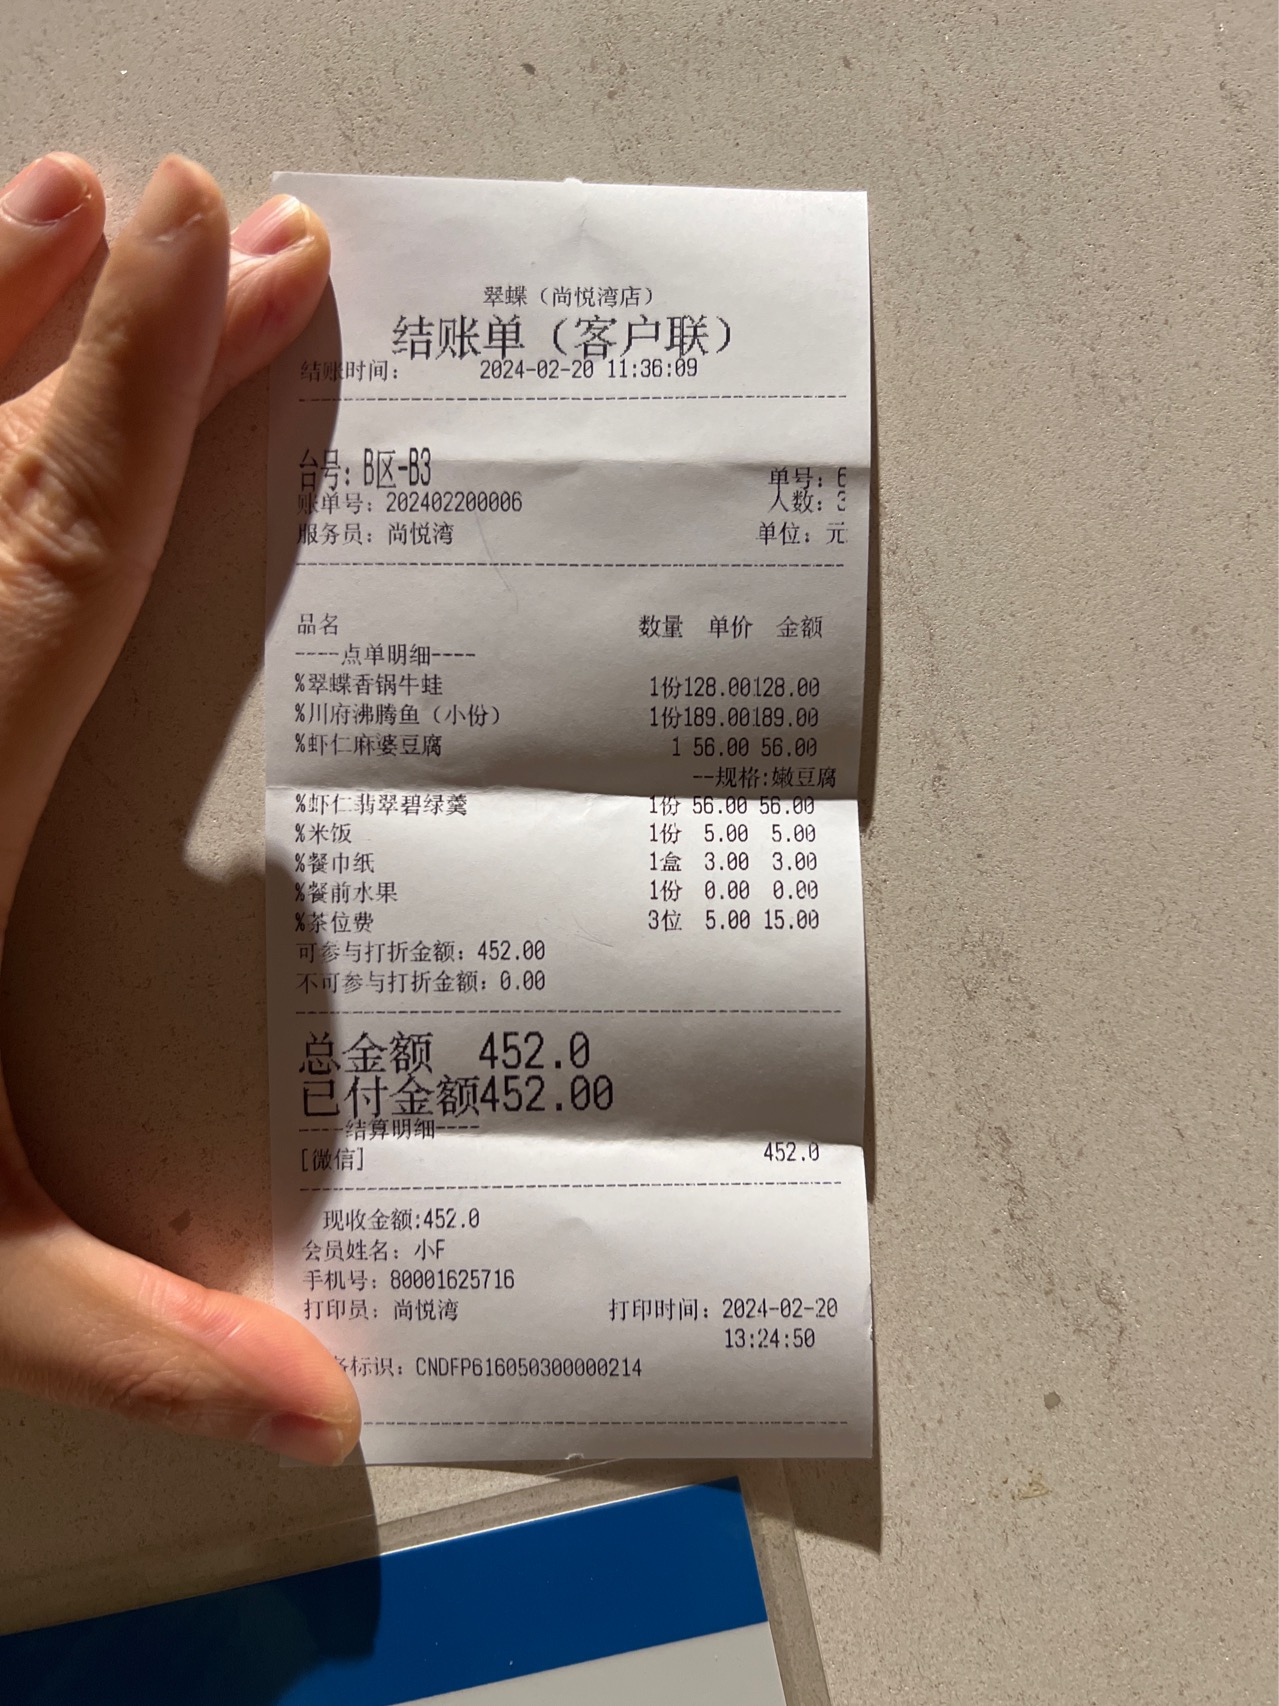 翠蝶（尚悦湾店）
结账单（客户联）
结账时间： 2024-02-20 11:36:09
台号：B区-B3
单号：6
账单号：202402200006
人数：3
服务员：尚悦湾
单位：元
品名 数量 单价 金额
----点单明细----
%翠蝶香锅牛蛙 1份128.00128.00
%川府沸腾鱼（小份） 1份189.00189.00
%虾仁麻婆豆腐 1 56.00 56.00
--规格:嫩豆腐
%虾仁翡翠碧绿羹 1份 56.00 56.00
%米饭 1份 5.00 5.00
%餐巾纸 1盒 3.00 3.00
%餐前水果 1份 0.00 0.00
%茶位费 3位 5.00 15.00
可参与打折金额：452.00
不可参与打折金额：0.00
总金额 452.0
已付金额452.00
----结算明细----
[微信] 452.0
现收金额:452.0
会员姓名：小F
手机号：80001625716
打印员：尚悦湾 打印时间：2024-02-20
13:24:50
标识：CNDFP616050300000214